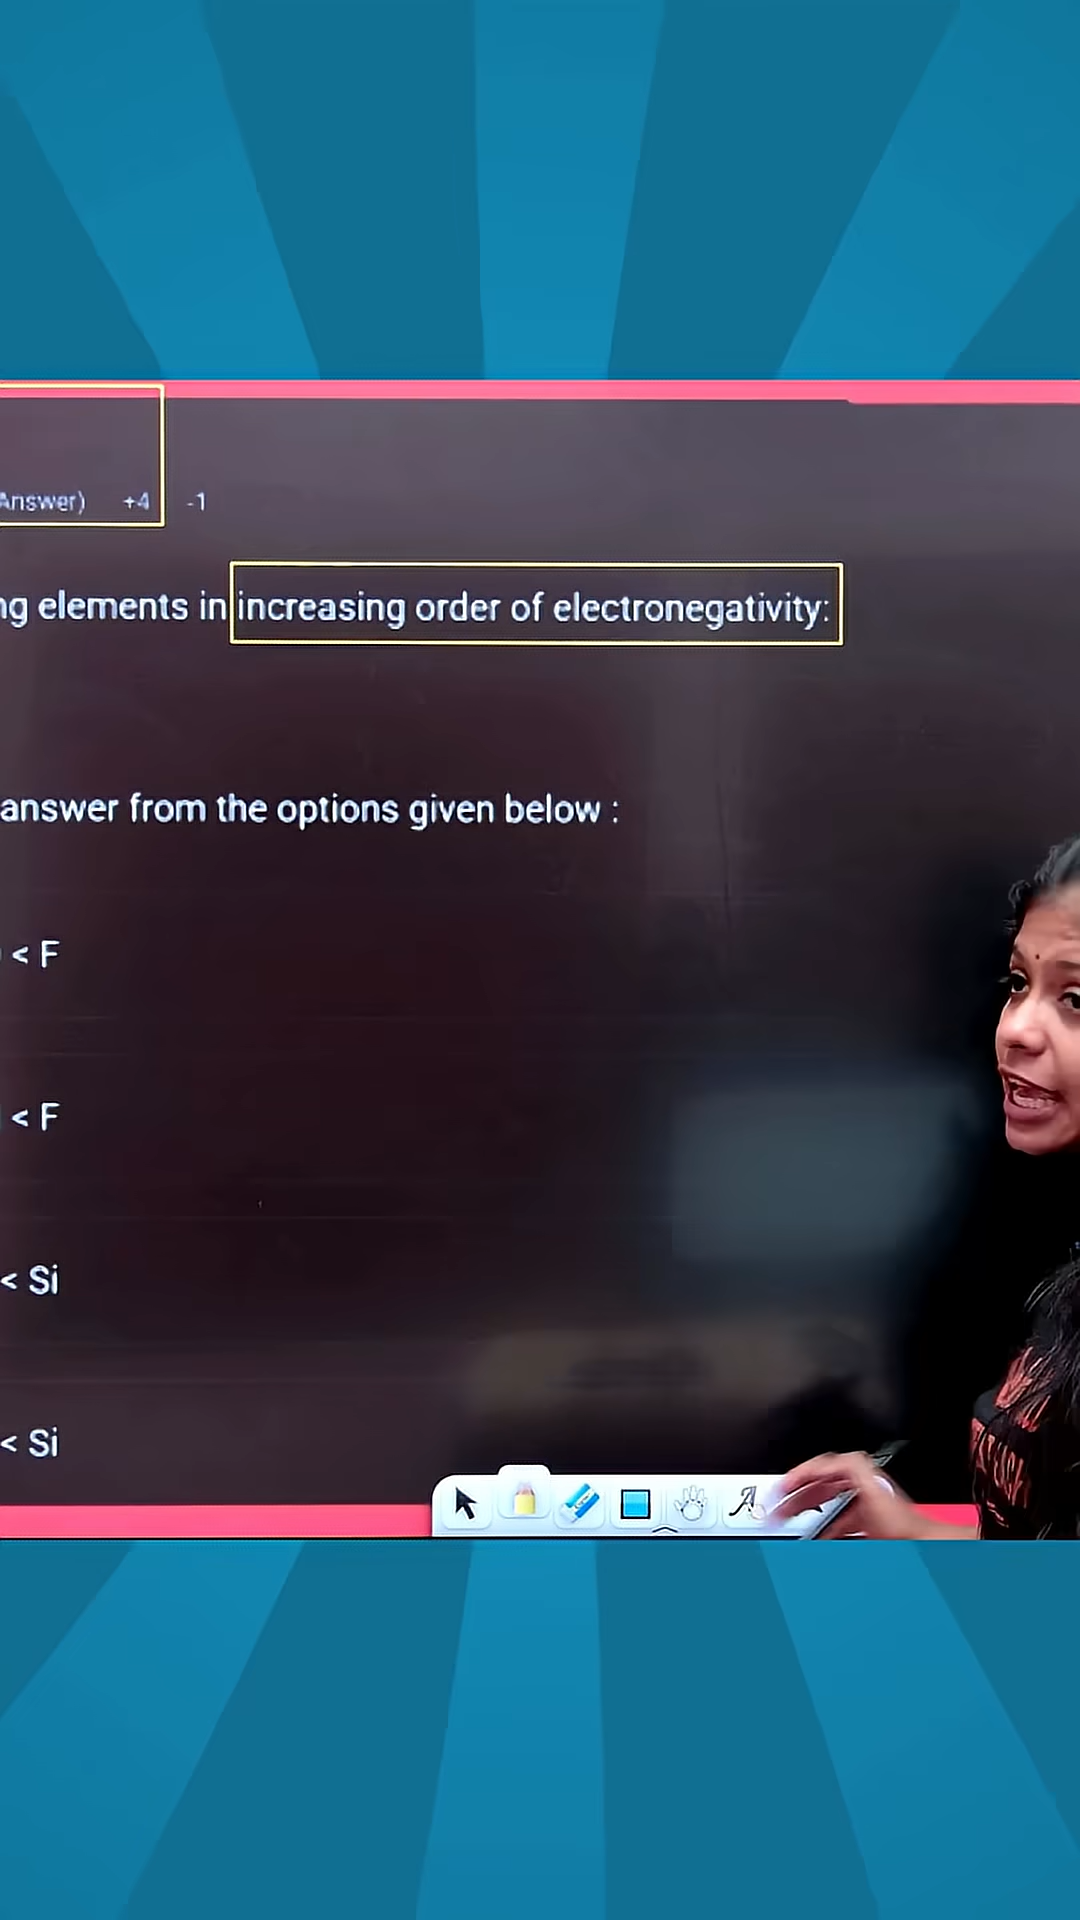 Answer) +4 -1
ng elements in increasing order of electronegativity:
answer from the options given below :
< F
< F
< Si
< Si